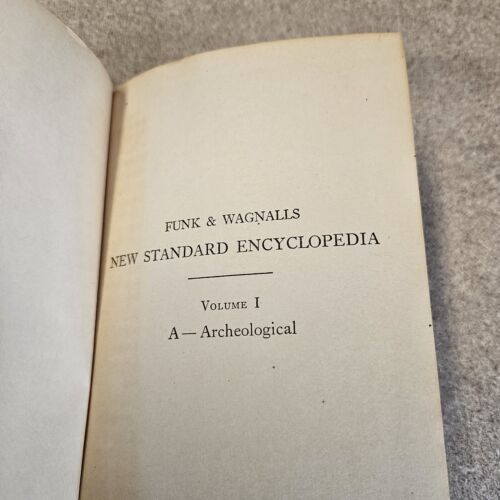 FUNK & WAGNALLS
NEW STANDARD ENCYCLOPEDIA
VOLUME I
A — Archeological